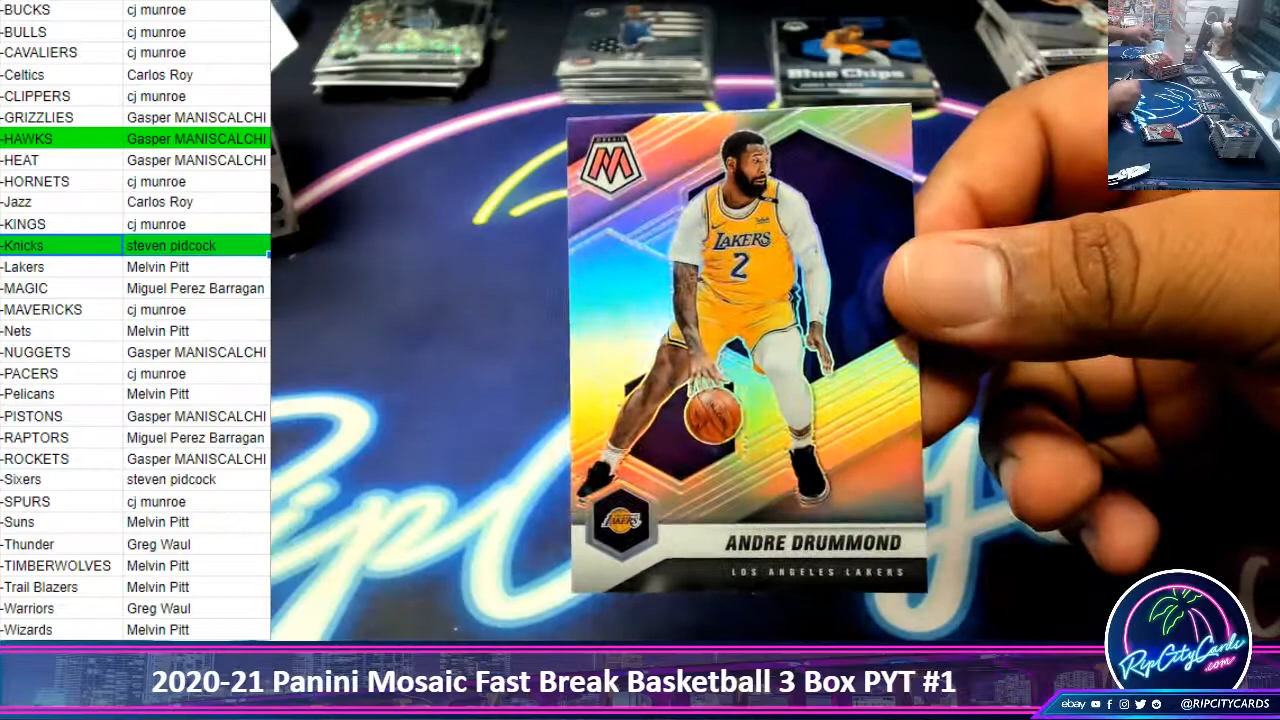 -BUCKS cj munroe
-BULLS cj munroe
-CAVALIERS cj munroe
-Celtics Carlos Roy
-CLIPPERS cj munroe
-GRIZZLIES Gasper MANISCALCHI
-HAWKS Gasper MANISCALCHI
-HEAT Gasper MANISCALCHI
-HORNETS cj munroe
-Jazz Carlos Roy
-KINGS cj munroe
-Knicks steven pidcock
-Lakers Melvin Pitt
-MAGIC Miguel Perez Barragan
-MAVERICKS cj munroe
-Nets Melvin Pitt
-NUGGETS Gasper MANISCALCHI
-PACERS cj munroe
-Pelicans Melvin Pitt
-PISTONS Gasper MANISCALCHI
-RAPTORS Miguel Perez Barragan
-ROCKETS Gasper MANISCALCHI
-Sixers steven pidcock
-SPURS cj munroe
-Suns Melvin Pitt
-Thunder Greg Waul
-TIMBERWOLVES Melvin Pitt
-Trail Blazers Melvin Pitt
-Warriors Greg Waul
-Wizards Melvin Pitt
Blue Chips
MOSAIC
M
LAKERS
2
LAKERS
ANDRE DRUMMOND
LOS ANGELES LAKERS
Rip City
RipCityCards
.com
2020-21 Panini Mosaic Fast Break Basketball 3 Box PYT #1
ebay @RIPCITYCARDS